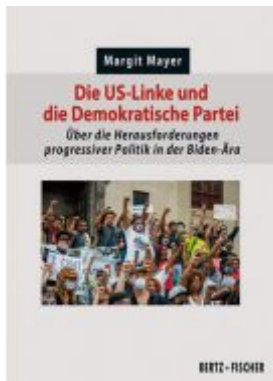 Margit Mayer
Die US-Linke und
die Demokratische Partei
Über die Herausforderungen
progressiver Politik in der Biden-Ära
BERTZ + FISCHER